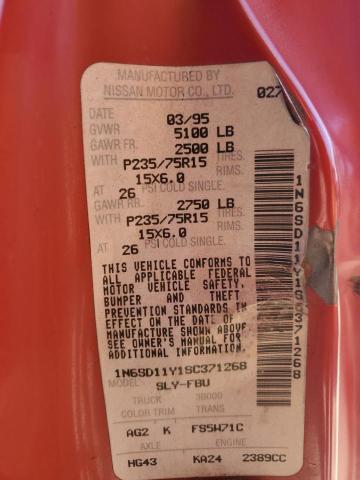 MFD BY NISSAN MOTOR CO., LTD. 027
DATE 03/95
GVWR 5100 LB
GAWR FR. 2500 LB
WITH P235/75R15 TIRES.
15X6.0 RIMS.
AT 26 PSI COLD SINGLE.
GAWR RR. 2750 LB
WITH P235/75R15 TIRES.
15X6.0 RIMS.
AT 26 PSI COLD SINGLE.
THIS VEHICLE CONFORMS TO
ALL APPLICABLE FEDERAL
MOTOR VEHICLE SAFETY,
BUMPER AND THEFT
PREVENTION STANDARDS IN
EFFECT ON THE DATE OF
MANUFACTURE SHOWN ABOVE.
SEE OWNER'S MANUAL FOR
ADDITIONAL INFORMATION.
1N6SD11Y1SC371268
MODEL SLY-FBU
TRUCK 38000
COLOR TRIM TRANS
AG2 K FS5W71C
AXLE ENGINE
HG43 KA24 2389CC